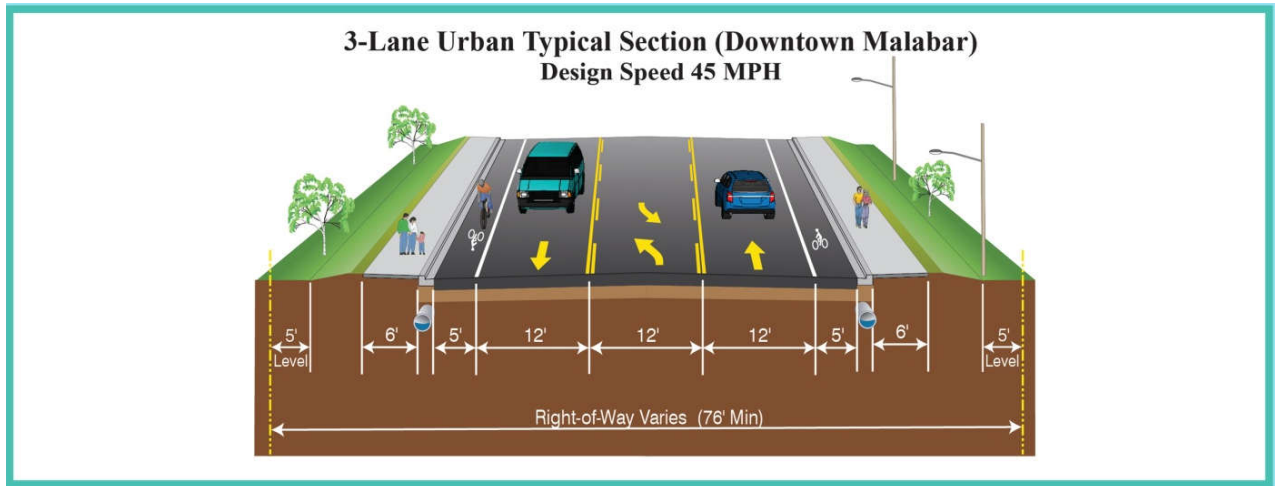 3-Lane Urban Typical Section (Downtown Malabar)
Design Speed 45 MPH
5' 6' 5' 12' 12' 12' 5' 6' 5'
Level Level
Right-of-Way Varies (76' Min)